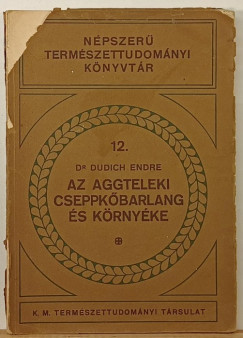 NÉPSZERŰ
TERMÉSZETTUDOMÁNYI
KÖNYVTÁR
12.
DR DUDICH ENDRE
AZ AGGTELEKI
CSEPPKŐBARLANG
ÉS KÖRNYÉKE
K. M. TERMÉSZETTUDOMÁNYI TÁRSULAT